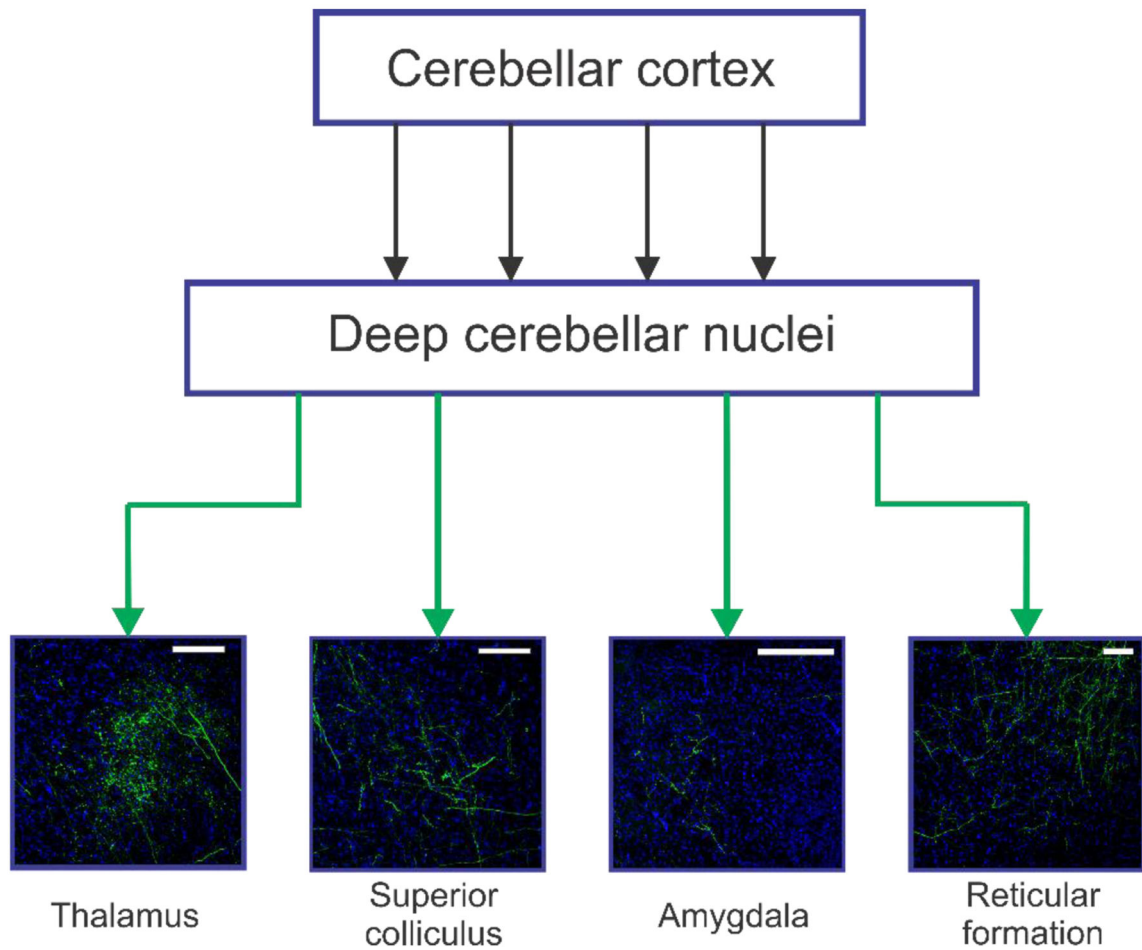 Cerebellar cortex
Deep cerebellar nuclei
Thalamus
Superior
colliculus
Amygdala
Reticular
formation